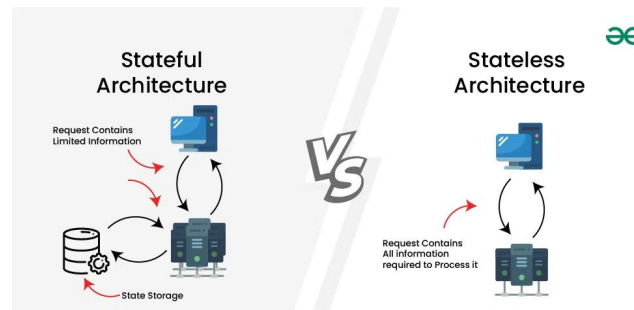 Stateful
Architecture
Request Contains
Limited Information
State Storage
VS
Stateless
Architecture
Request Contains
All information
required to Process it